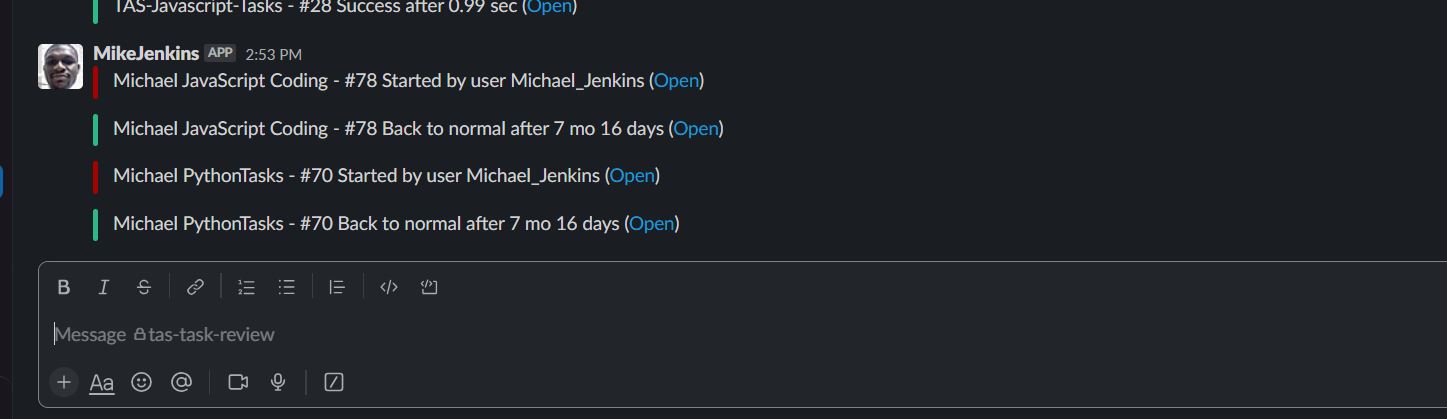 TAS-Javascript-Tasks - #28 Success after 0.99 sec (Open)
MikeJenkins APP 2:53 PM
Michael JavaScript Coding - #78 Started by user Michael_Jenkins (Open)
Michael JavaScript Coding - #78 Back to normal after 7 mo 16 days (Open)
Michael PythonTasks - #70 Started by user Michael_Jenkins (Open)
Michael PythonTasks - #70 Back to normal after 7 mo 16 days (Open)
B I S
Message tas-task-review
Aa